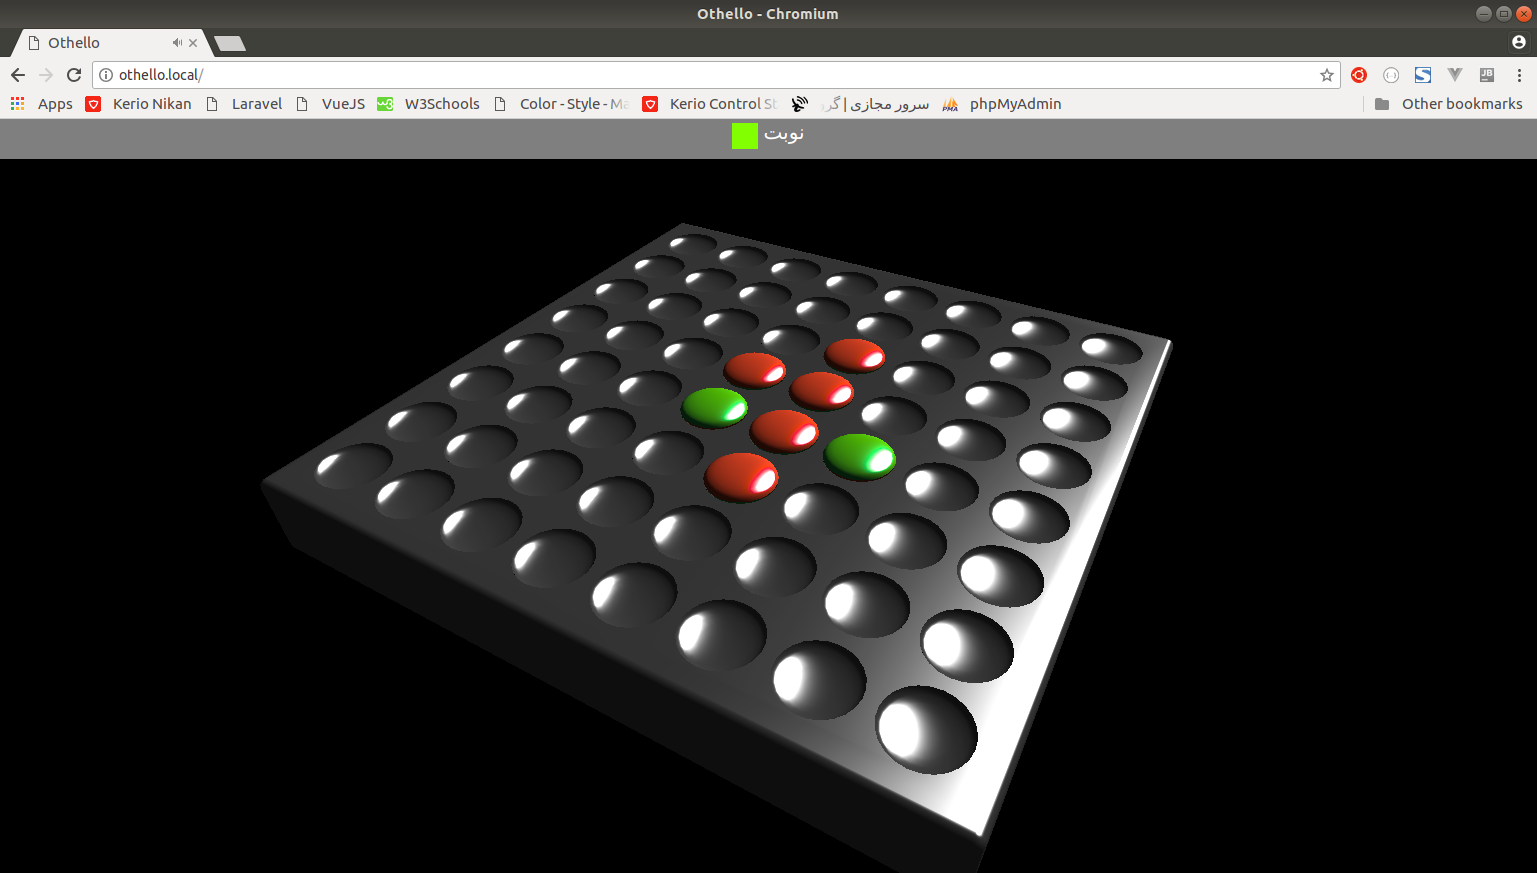 Othello - Chromium
Othello
othello.local/
Apps Kerio Nikan Laravel VueJS W3Schools Color - Style - Ma Kerio Control St سرور مجازی | گرو phpMyAdmin Other bookmarks
نوبت